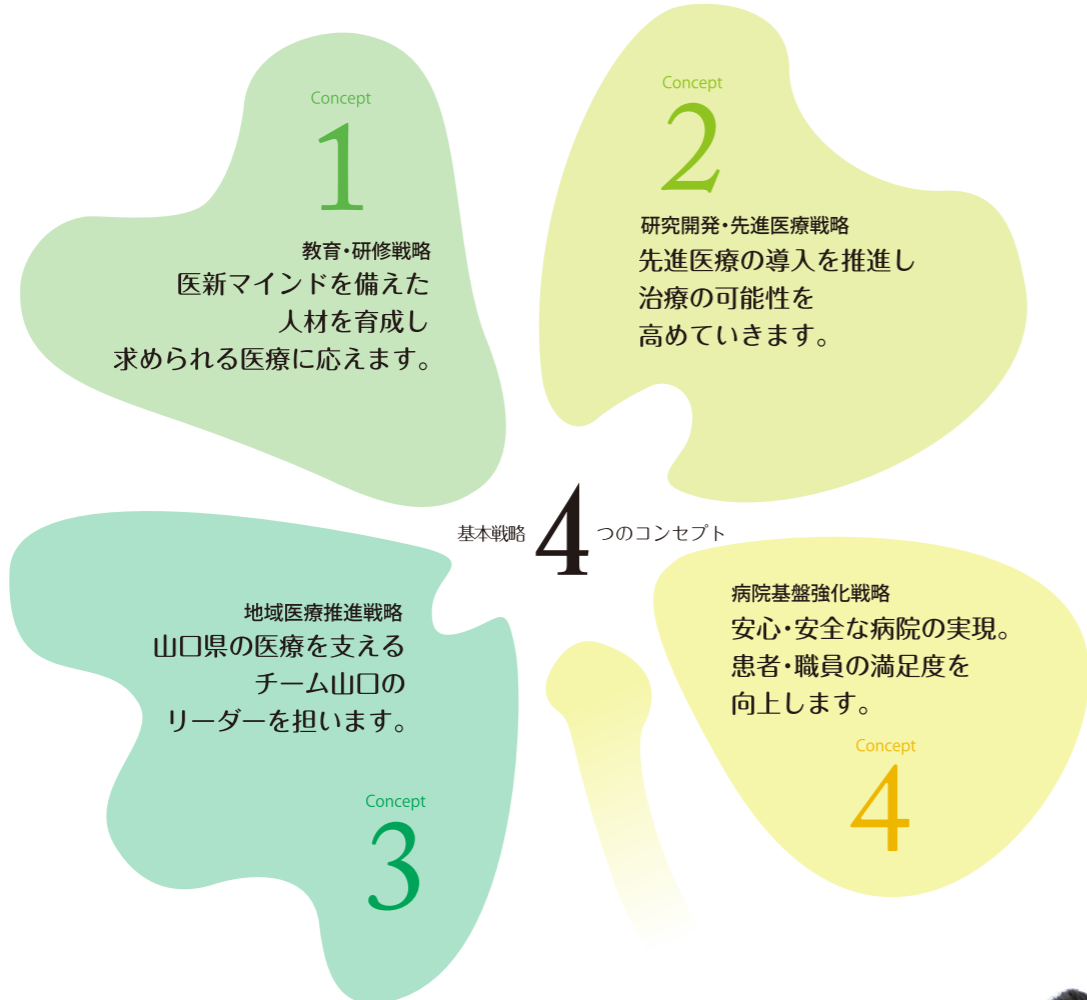 Concept
1
教育・研修戦略
医新マインドを備えた
人材を育成し
求められる医療に応えます。
Concept
2
研究開発・先進医療戦略
先進医療の導入を推進し
治療の可能性を
高めていきます。
基本戦略 4 つのコンセプト
地域医療推進戦略
山口県の医療を支える
チーム山口の
リーダーを担います。
Concept
3
病院基盤強化戦略
安心・安全な病院の実現。
患者・職員の満足度を
向上します。
Concept
4